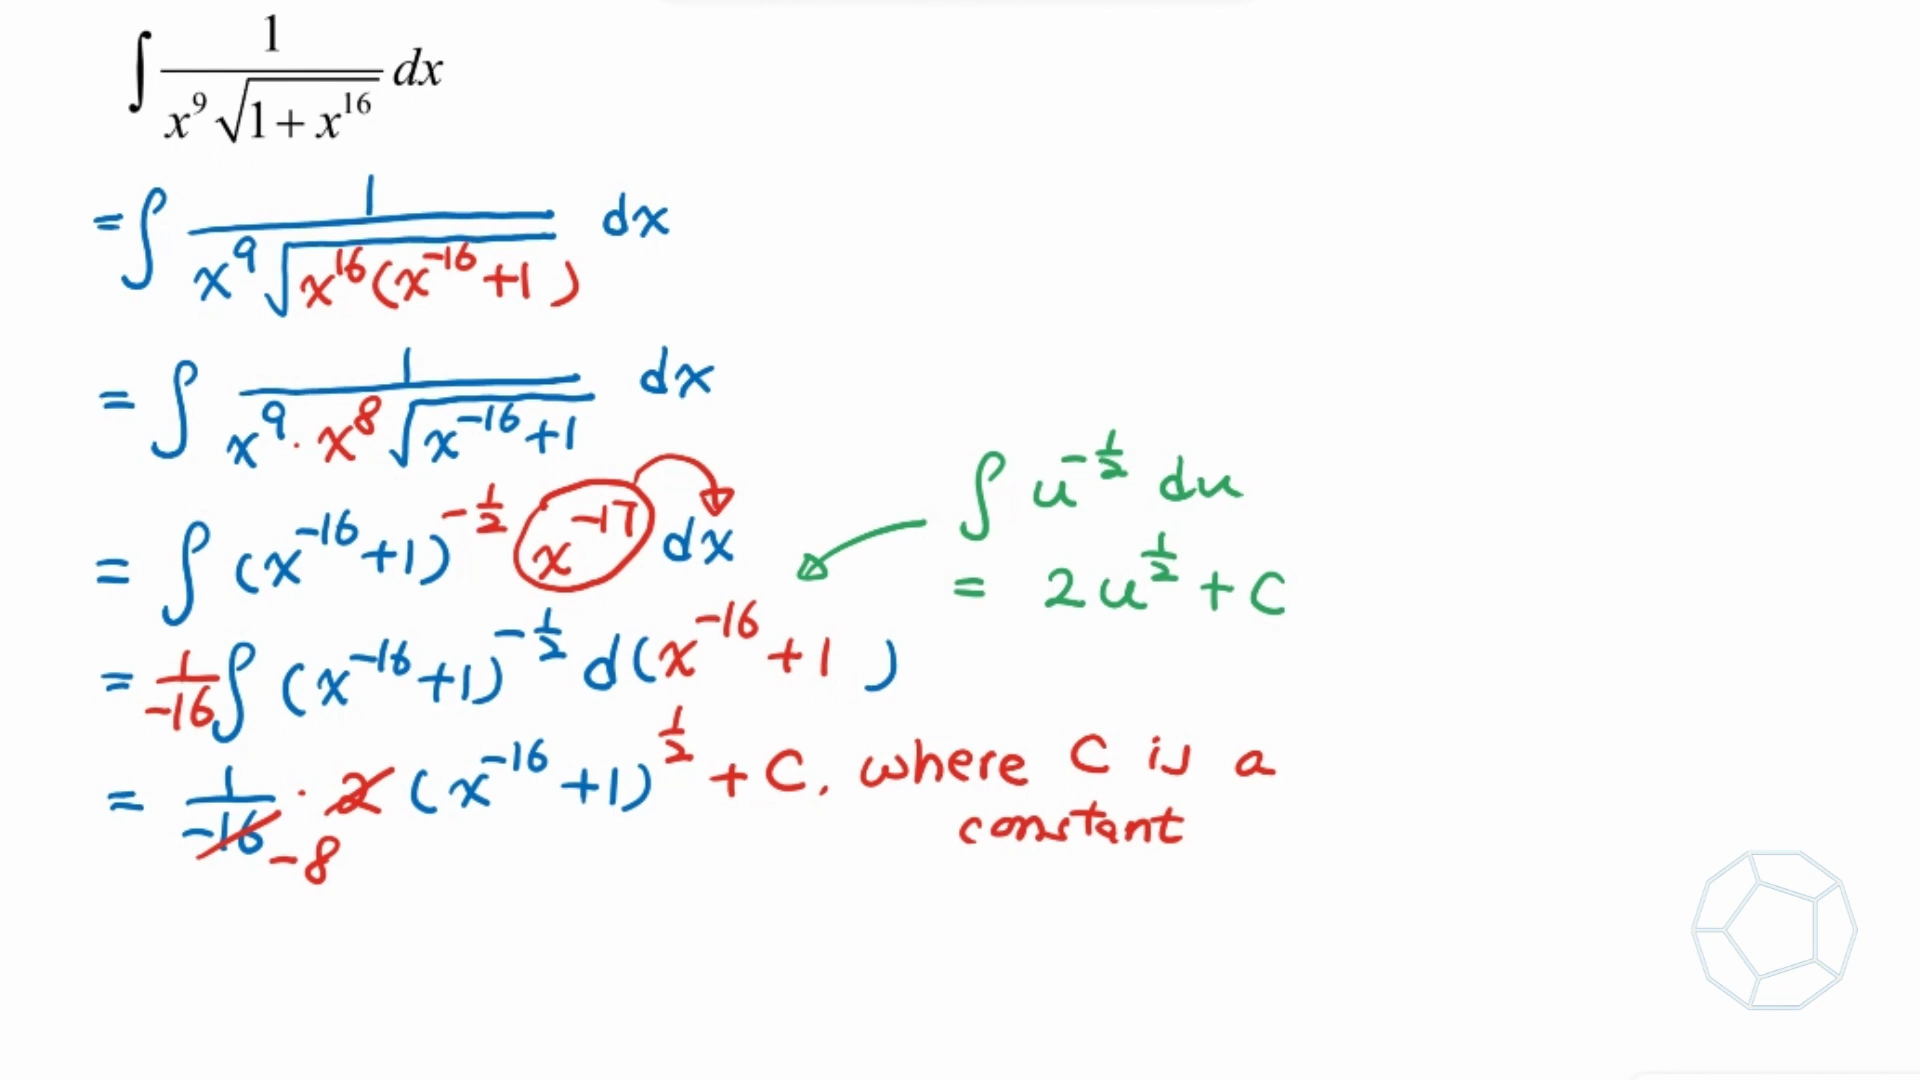 ∫ 1/(x^9 √(1 + x^16)) dx
= ∫ 1/(x^9 √(x^16 (x^-16 + 1))) dx
= ∫ 1/(x^9 · x^8 √(x^-16 + 1)) dx
= ∫ (x^-16 + 1)^(-1/2) x^-17 dx
∫ u^(-1/2) du
= 2u^(1/2) + C
= 1/-16 ∫ (x^-16 + 1)^(-1/2) d(x^-16 + 1)
= 1/-16 · 2 (x^-16 + 1)^(1/2) + C, where C is a
constant
-8